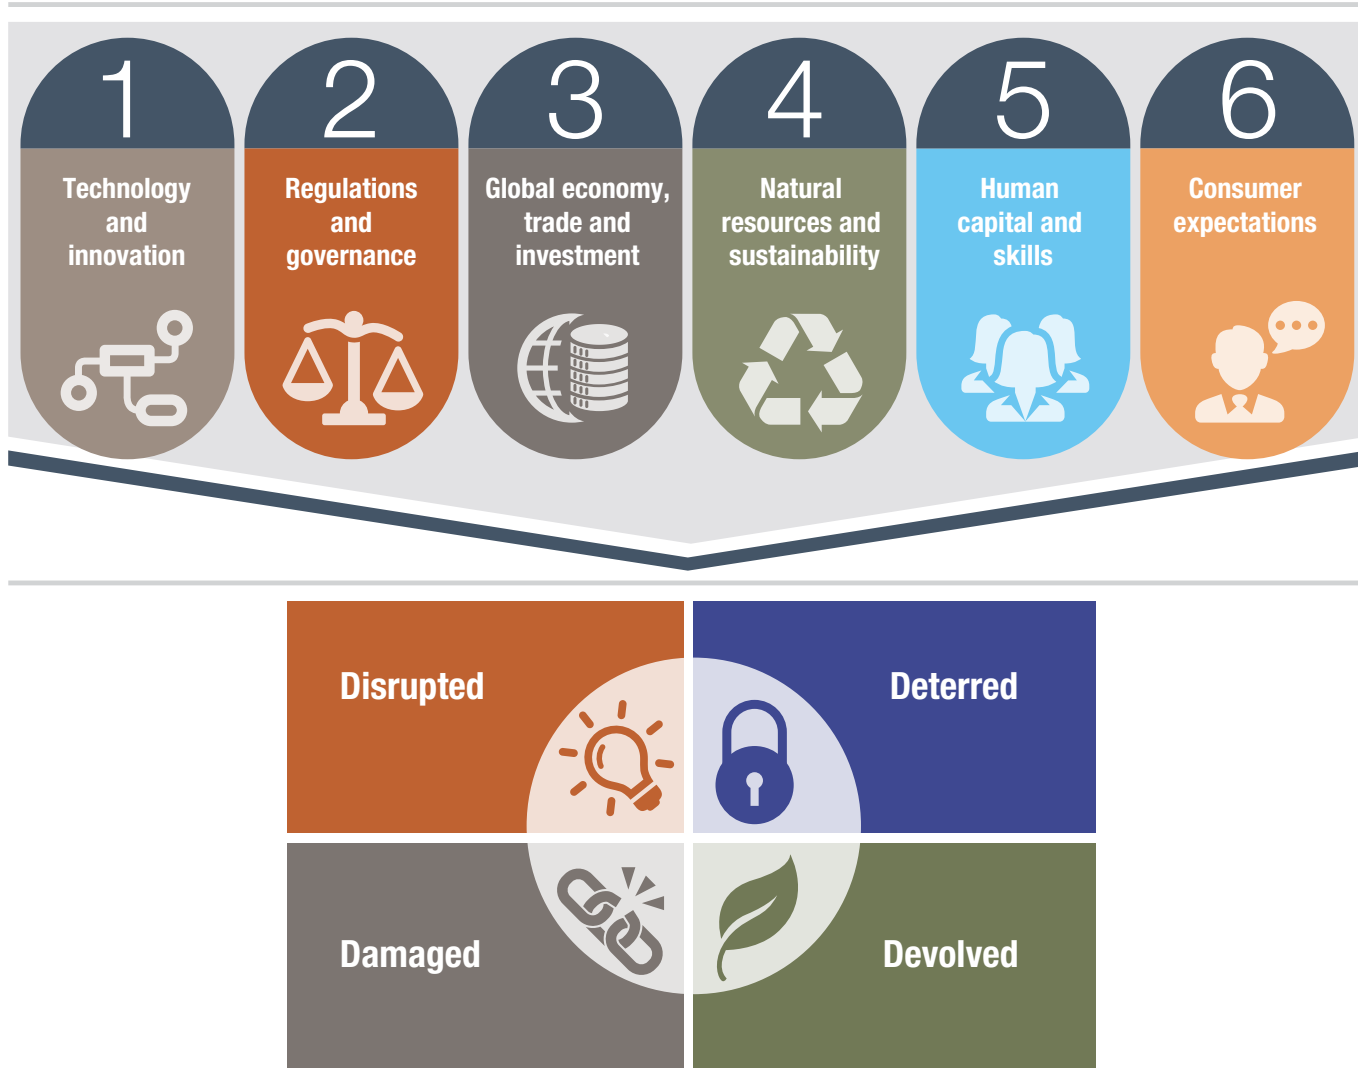 1
2
3
4
5
6
Technology
and
innovation
Regulations
and
governance
Global economy,
trade and
investment
Natural
resources and
sustainability
Human
capital and
skills
Consumer
expectations
Disrupted
Deterred
Damaged
Devolved